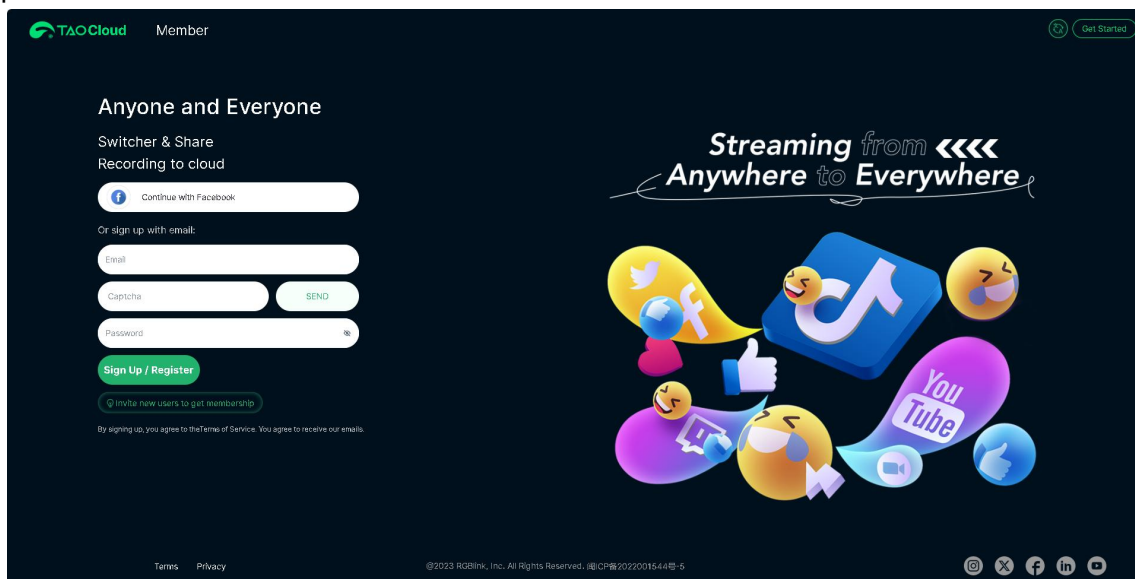 TAO Cloud Member
Get Started
Anyone and Everyone
Switcher & Share
Recording to cloud
Continue with Facebook
Or sign up with email:
Email
Captcha SEND
Password
Sign Up / Register
Invite new users to get membership
By signing up, you agree to theTerms of Service. You agree to receive our emails.
Streaming from
Anywhere to Everywhere
You
Tube
Terms Privacy
@2023 RGBlink, Inc. All Rights Reserved. 闽ICP备2022001544号-5